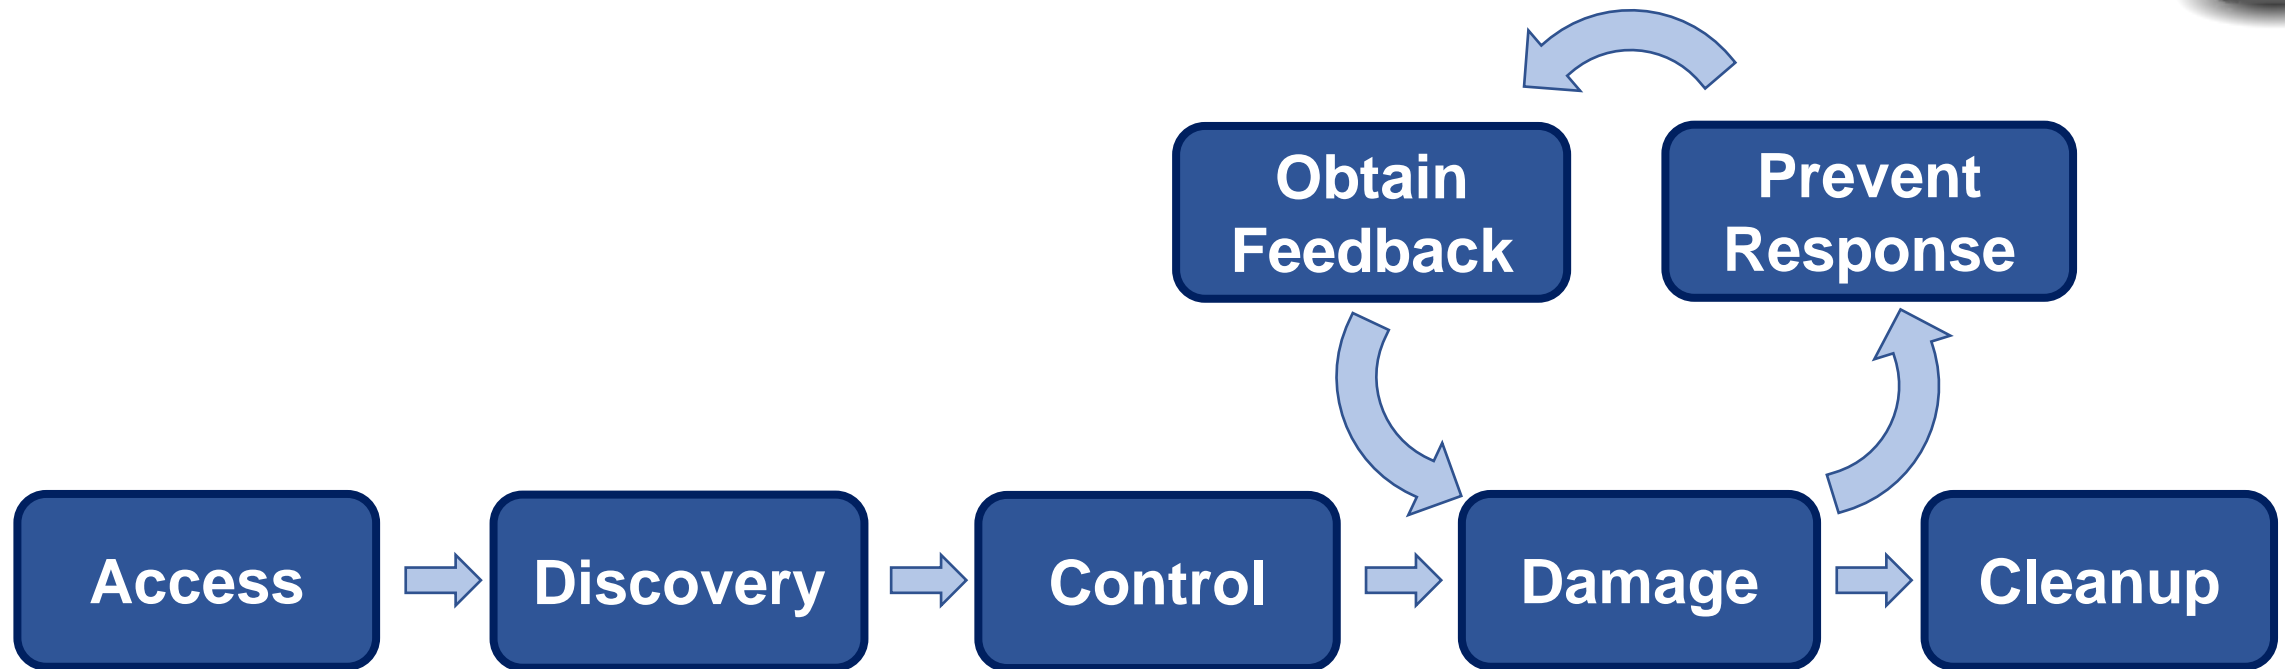 Obtain
Feedback
Prevent
Response
Access
Discovery
Control
Damage
Cleanup